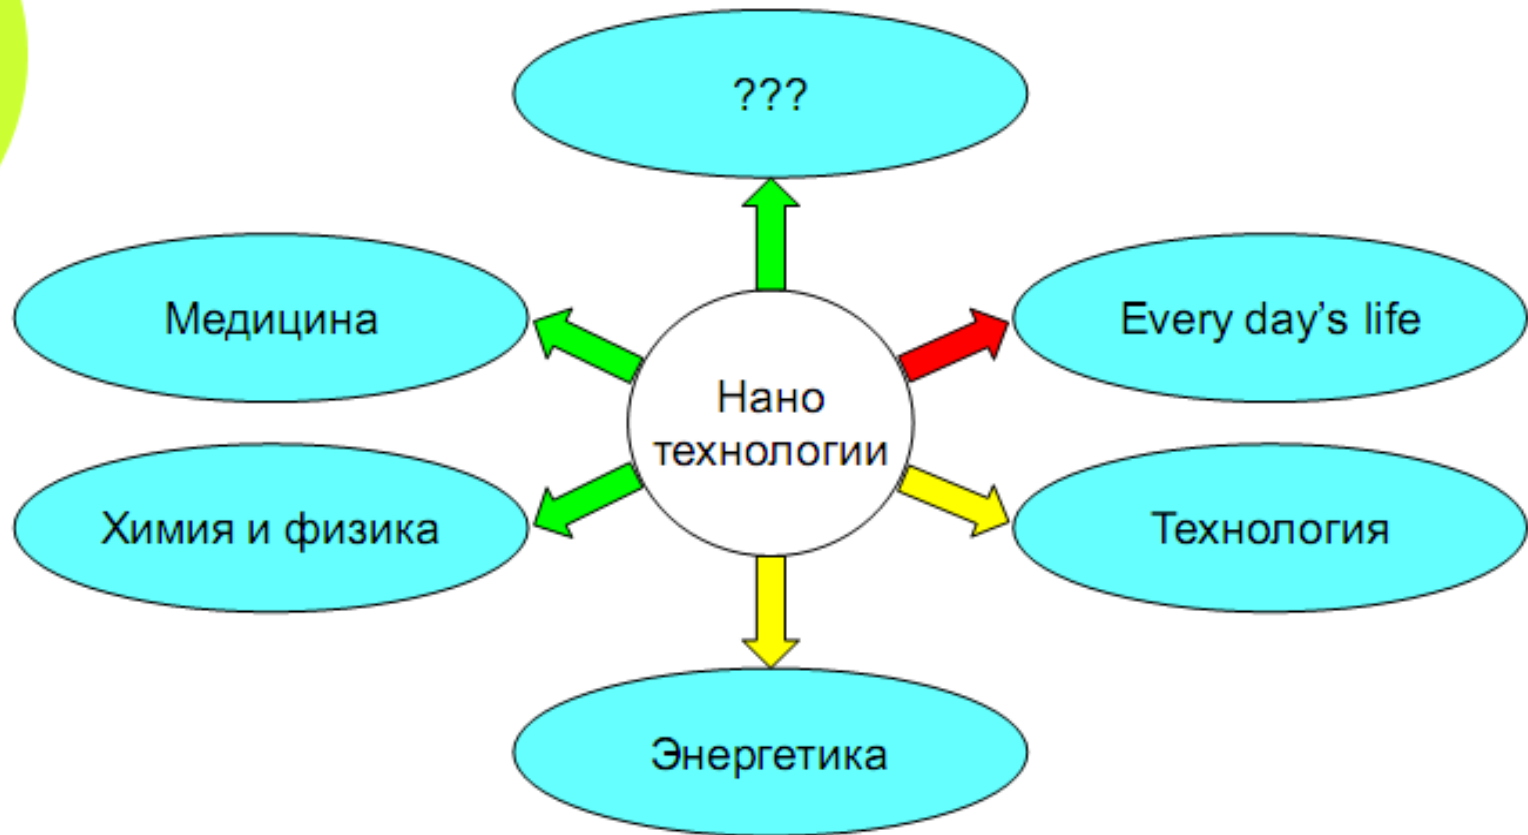 ???
Медицина
Every day's life
Нано
технологии
Химия и физика
Технология
Энергетика